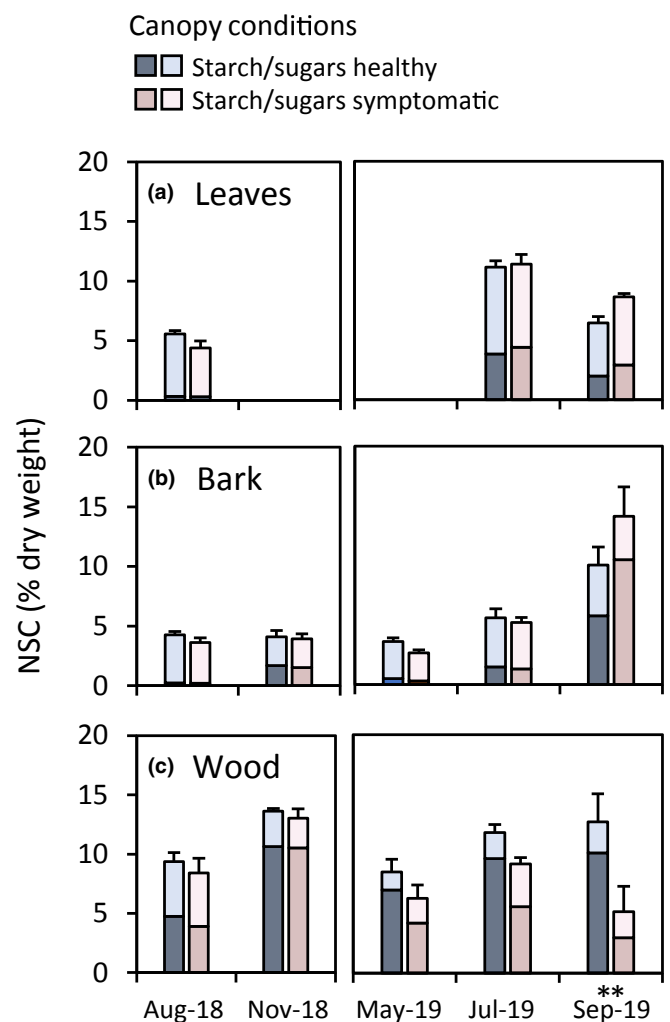 Canopy conditions
Starch/sugars healthy
Starch/sugars symptomatic
NSC (% dry weight)
20
15
10
5
0
(a) Leaves
20
15
10
5
0
(b) Bark
20
15
10
5
0
(c) Wood
**
Aug-18 Nov-18 May-19 Jul-19 Sep-19